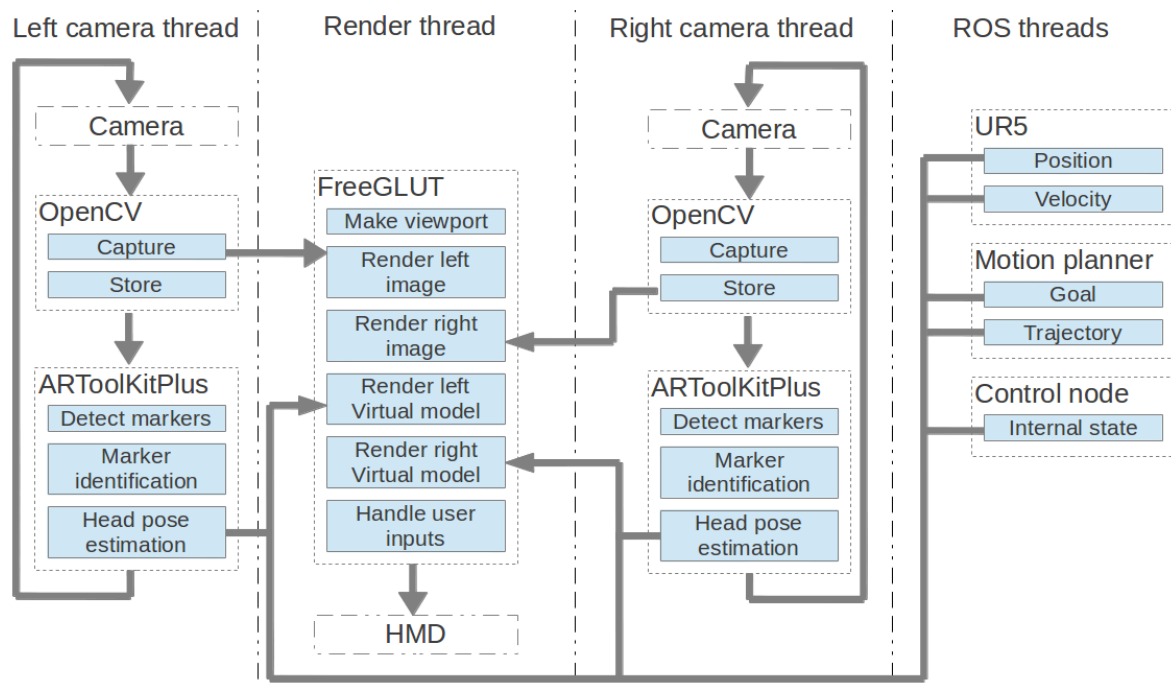 Left camera thread
Camera
OpenCV
Capture
Store
ARToolKitPlus
Detect markers
Marker
identification
Head pose
estimation
Render thread
FreeGLUT
Make viewport
Render left
image
Render right
image
Render left
Virtual model
Render right
Virtual model
Handle user
inputs
HMD
Right camera thread
Camera
OpenCV
Capture
Store
ARToolKitPlus
Detect markers
Marker
identification
Head pose
estimation
ROS threads
UR5
Position
Velocity
Motion planner
Goal
Trajectory
Control node
Internal state